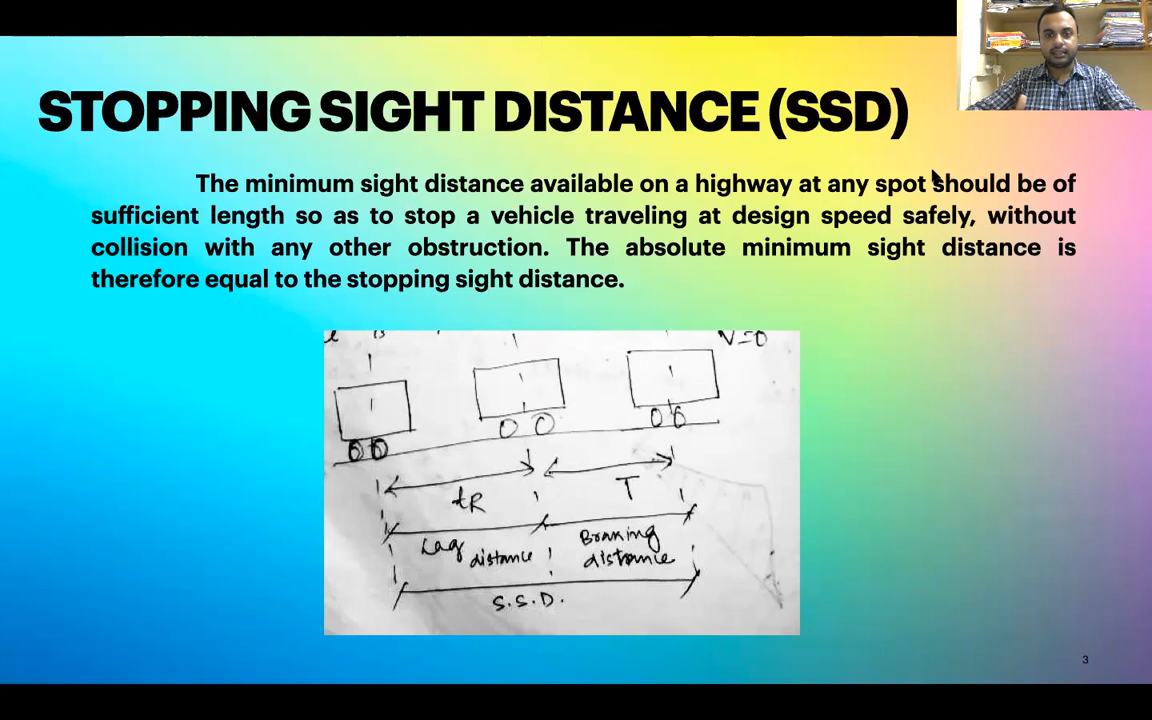 STOPPING SIGHT DISTANCE (SSD)
The minimum sight distance available on a highway at any spot should be of
sufficient length so as to stop a vehicle traveling at design speed safely, without
collision with any other obstruction. The absolute minimum sight distance is
therefore equal to the stopping sight distance.
V=0
tR T
Lag distance Braking distance
S.S.D.
3